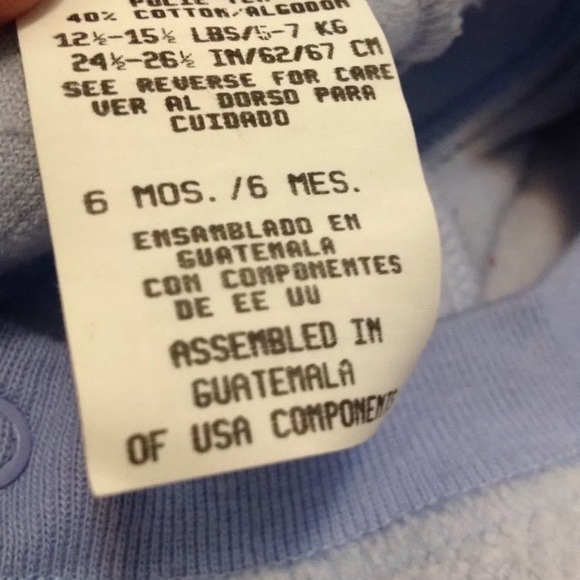 40% COTTON/ALGODON
12½-15½ LBS/5-7 KG
24½-26½ IN/62/67 CM
SEE REVERSE FOR CARE
VER AL DORSO PARA
CUIDADO
6 MOS./6 MES.
ENSAMBLADO EN
GUATEMALA
CON COMPONENTES
DE EE UU
ASSEMBLED IN
GUATEMALA
OF USA COMPONENT